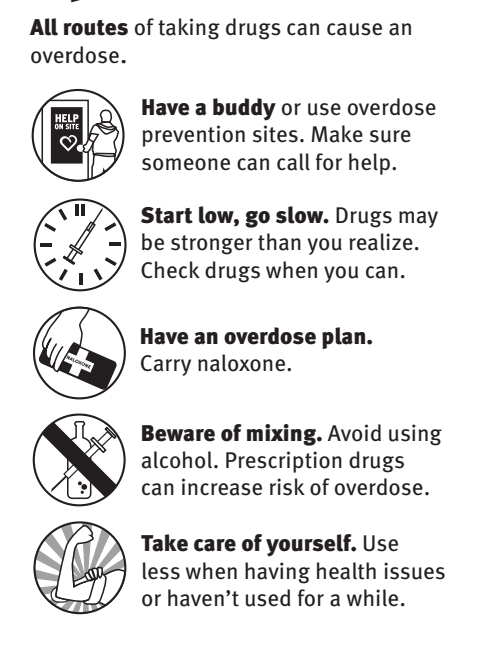 All routes of taking drugs can cause an
overdose.
HELP
ON SITE
Have a buddy or use overdose
prevention sites. Make sure
someone can call for help.
Start low, go slow. Drugs may
be stronger than you realize.
Check drugs when you can.
NALOXONE
Have an overdose plan.
Carry naloxone.
Beware of mixing. Avoid using
alcohol. Prescription drugs
can increase risk of overdose.
Take care of yourself. Use
less when having health issues
or haven’t used for a while.